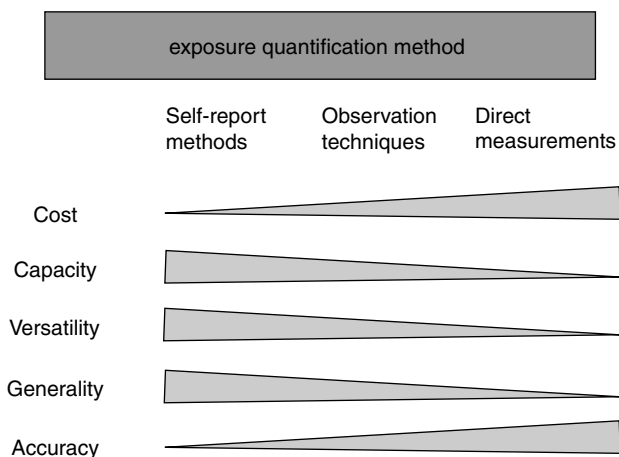 exposure quantification method
Self-report Observation Direct
methods techniques measurements
Cost
Capacity
Versatility
Generality
Accuracy